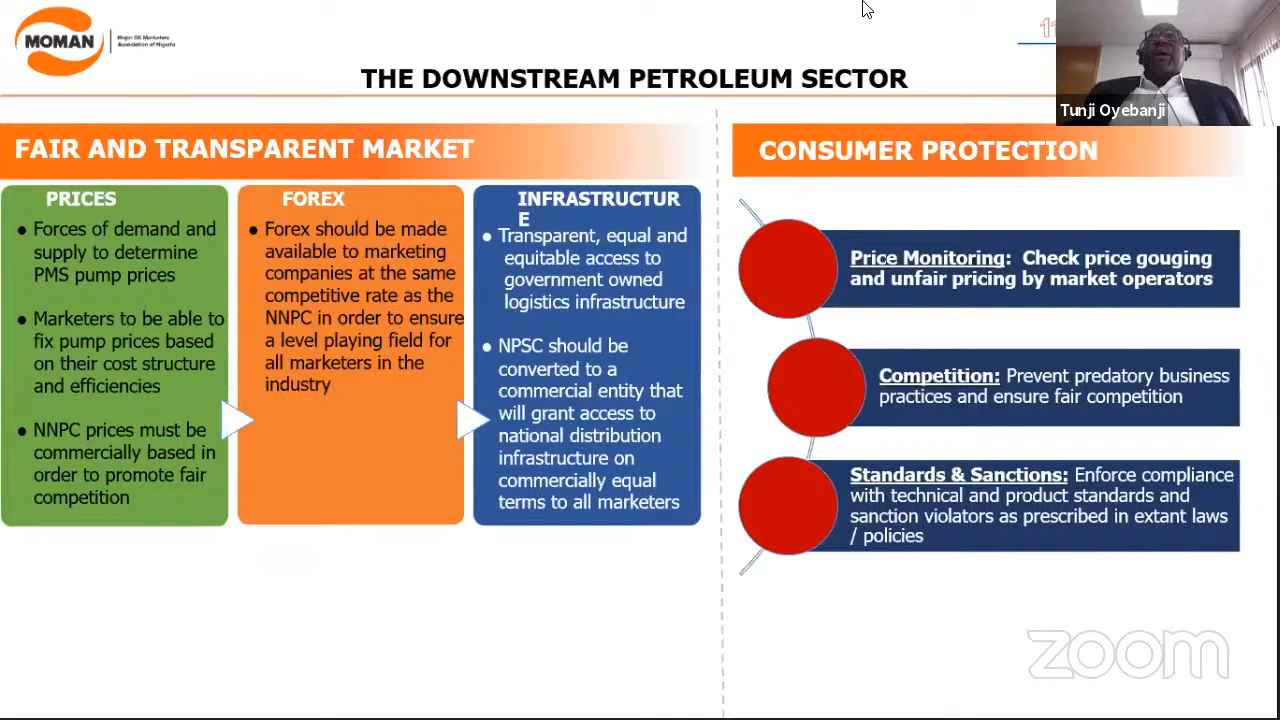 MOMAN
Major Oil Marketers
Association of Nigeria
11
THE DOWNSTREAM PETROLEUM SECTOR
Tunji Oyebanji
FAIR AND TRANSPARENT MARKET
PRICES
● Forces of demand and
supply to determine
PMS pump prices
● Marketers to be able to
fix pump prices based
on their cost structure
and efficiencies
● NNPC prices must be
commercially based in
order to promote fair
competition
FOREX
● Forex should be made
available to marketing
companies at the same
competitive rate as the
NNPC in order to ensure
a level playing field for
all marketers in the
industry
INFRASTRUCTUR
E
● Transparent, equal and
equitable access to
government owned
logistics infrastructure
● NPSC should be
converted to a
commercial entity that
will grant access to
national distribution
infrastructure on
commercially equal
terms to all marketers
CONSUMER PROTECTION
Price Monitoring: Check price gouging
and unfair pricing by market operators
Competition: Prevent predatory business
practices and ensure fair competition
Standards & Sanctions: Enforce compliance
with technical and product standards and
sanction violators as prescribed in extant laws
/ policies
zoom